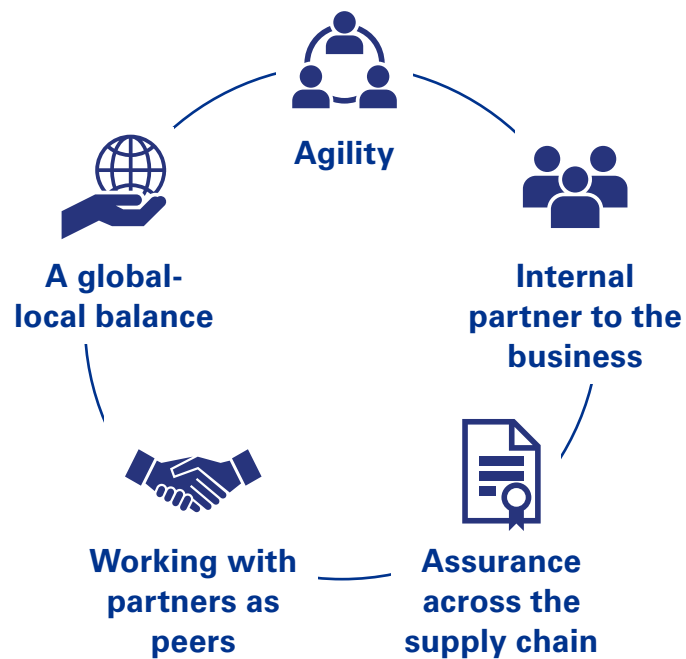 Agility
A global-
local balance
Internal
partner to the
business
Working with
partners as
peers
Assurance
across the
supply chain